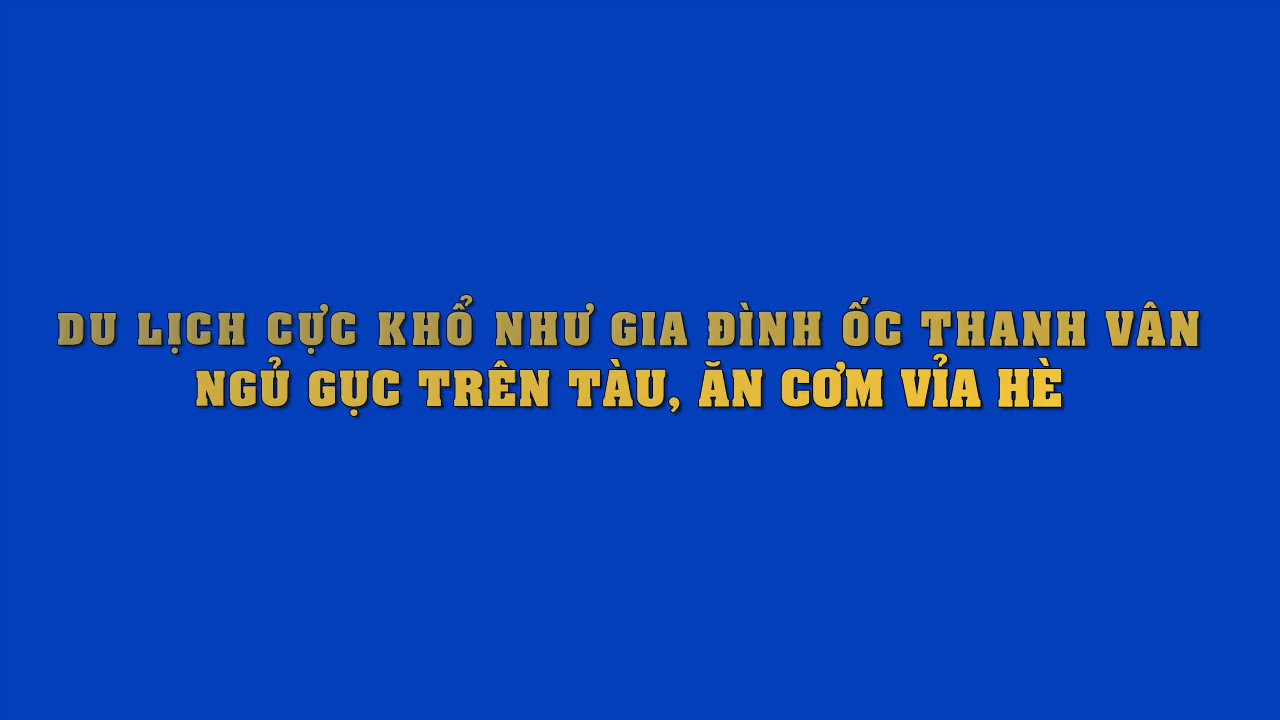 DU LỊCH CỰC KHỔ NHƯ GIA ĐÌNH ỐC THANH VÂN
NGỦ GỤC TRÊN TÀU, ĂN CƠM VỈA HÈ